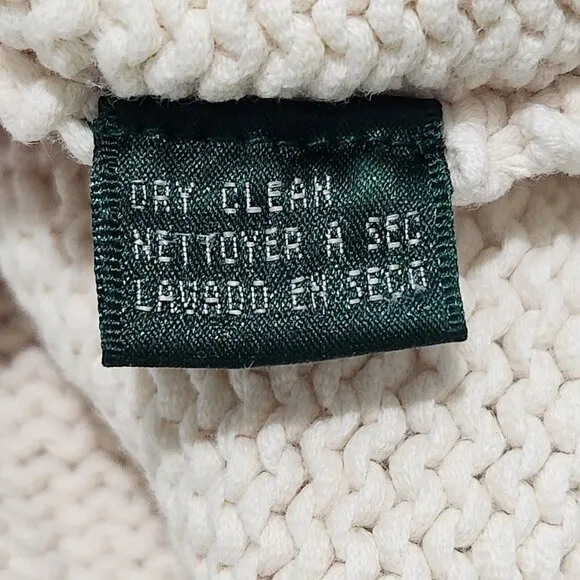 DRY CLEAN
NETTOYER A SEC
LAVADO EN SECO